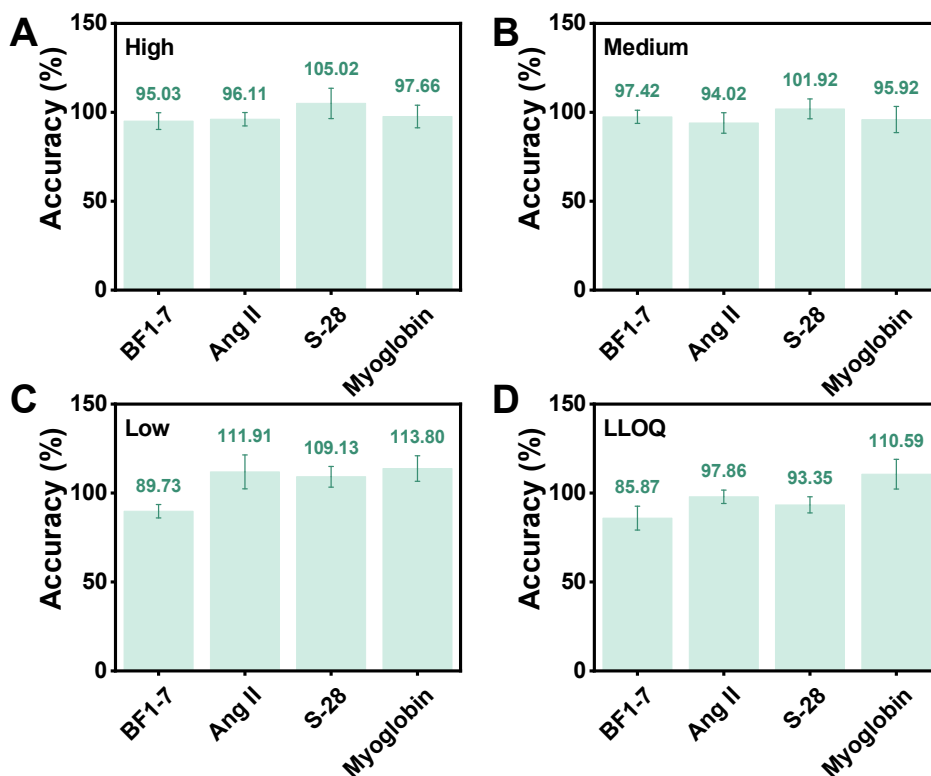 A
High
Accuracy (%)
150
100
50
0
95.03
96.11
105.02
97.66
BF1-7
Ang II
S-28
Myoglobin
B
Medium
Accuracy (%)
150
100
50
0
97.42
94.02
101.92
95.92
BF1-7
Ang II
S-28
Myoglobin
C
Low
Accuracy (%)
150
100
50
0
89.73
111.91
109.13
113.80
BF1-7
Ang II
S-28
Myoglobin
D
LLOQ
Accuracy (%)
150
100
50
0
85.87
97.86
93.35
110.59
BF1-7
Ang II
S-28
Myoglobin